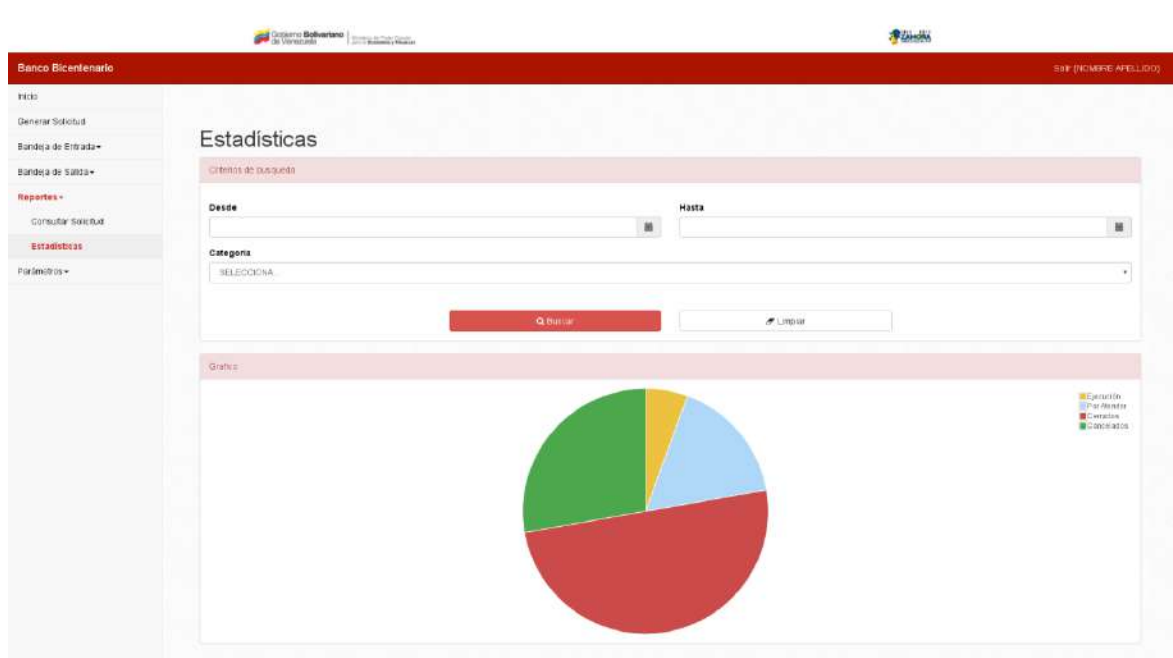 Gobierno Bolivariano
de Venezuela
ZAMORA
Banco Bicentenario
Salir (NOMBRE APELLIDO)
Inicio
Generar Solicitud
Bandeja de Entrada
Bandeja de Salida
Reportes
Consultar Solicitud
Estadísticas
Parámetros
Estadísticas
Criterios de busqueda
Desde
Hasta
Categoria
SELECCIONA...
Buscar
Limpiar
Grafico
Ejecución
Por Atender
Cerrados
Cancelados